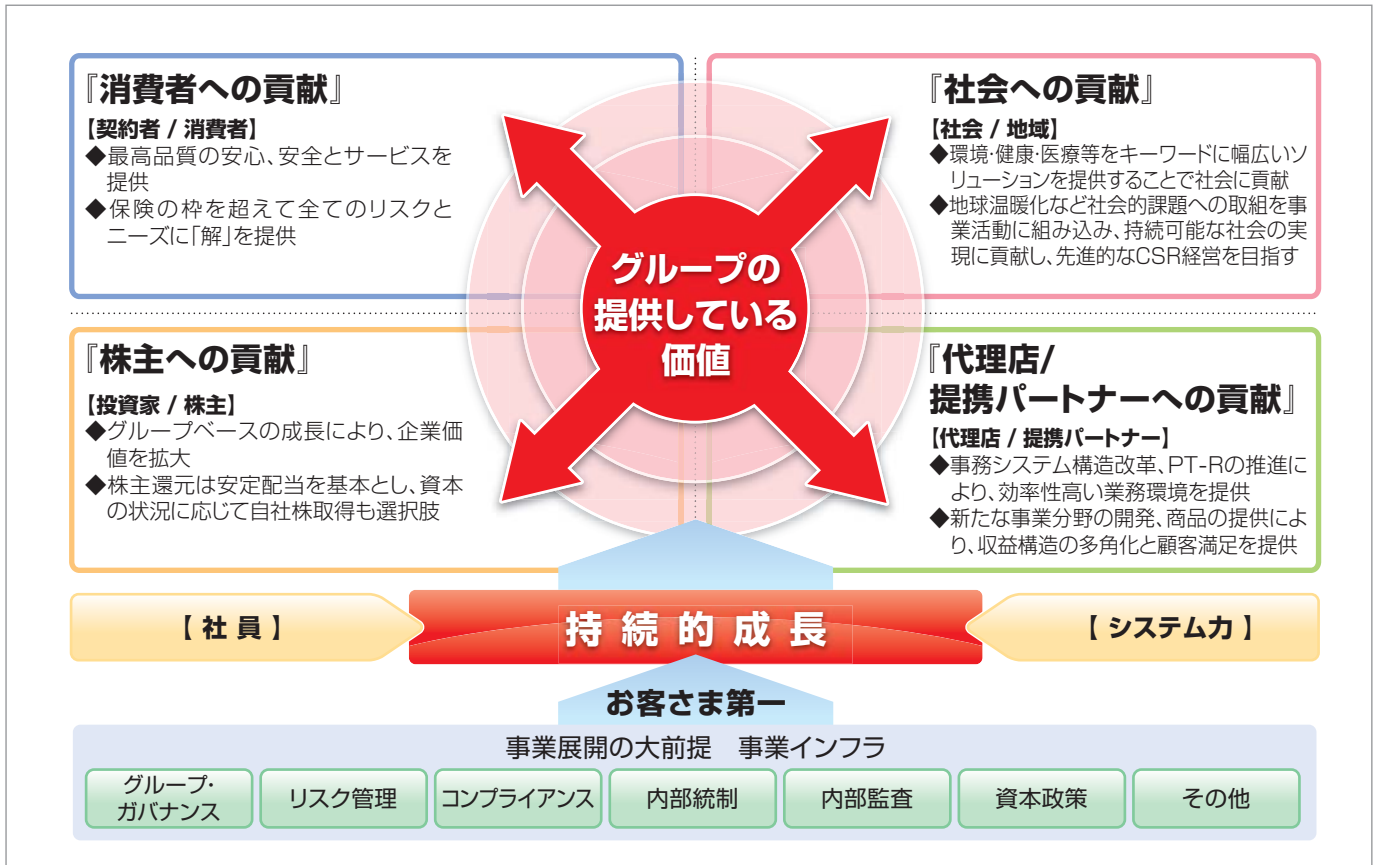 『消費者への貢献』
【契約者 / 消費者】
◆最高品質の安心、安全とサービスを
提供
◆保険の枠を超えて全てのリスクと
ニーズに「解」を提供
『社会への貢献』
【社会 / 地域】
◆環境・健康・医療等をキーワードに幅広いソ
リューションを提供することで社会に貢献
◆地球温暖化など社会的課題への取組を事
業活動に組み込み、持続可能な社会の実
現に貢献し、先進的なCSR経営を目指す
グループの
提供している
価値
『株主への貢献』
【投資家 / 株主】
◆グループベースの成長により、企業価
値を拡大
◆株主還元は安定配当を基本とし、資本
の状況に応じて自社株取得も選択肢
『代理店/
提携パートナーへの貢献』
【代理店 / 提携パートナー】
◆事務システム構造改革、PT-Rの推進に
より、効率性高い業務環境を提供
◆新たな事業分野の開発、商品の提供によ
り、収益構造の多角化と顧客満足を提供
【 社 員 】
持 続 的 成 長
【 システム力 】
お客さま第一
事業展開の大前提　事業インフラ
グループ・
ガバナンス
リスク管理
コンプライアンス
内部統制
内部監査
資本政策
その他